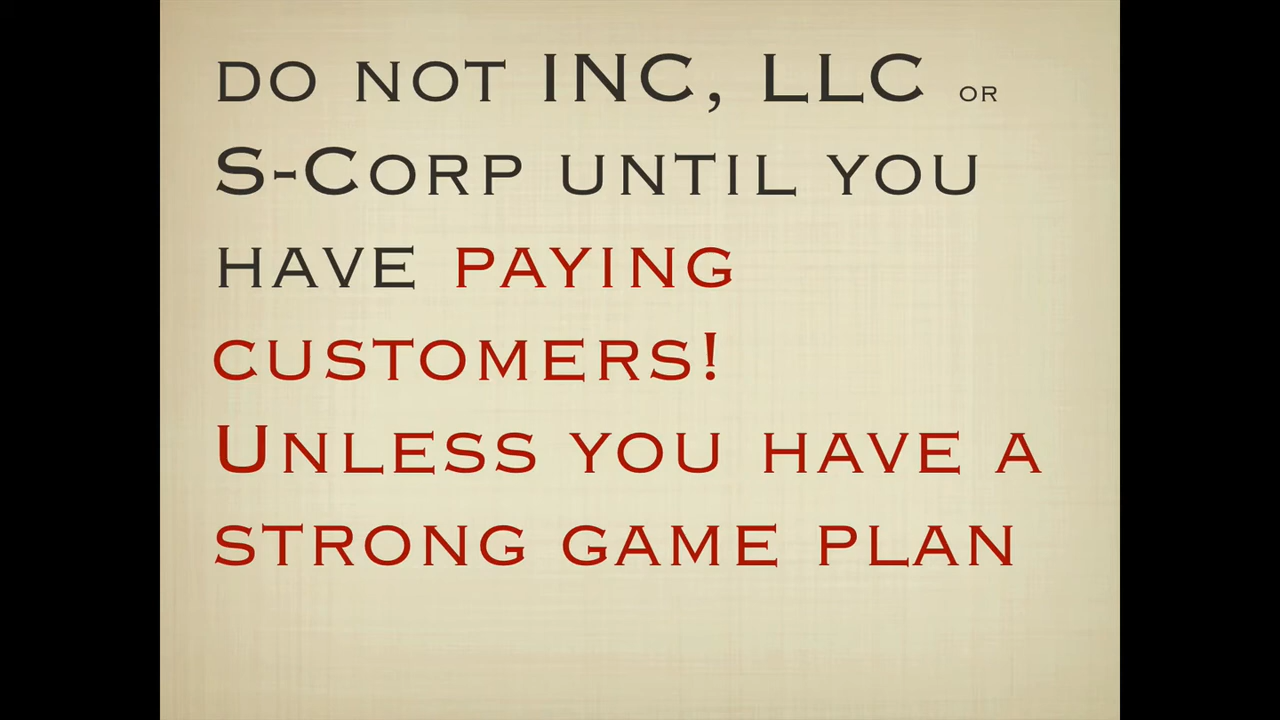 DO NOT INC, LLC OR
S-CORP UNTIL YOU
HAVE PAYING
CUSTOMERS!
UNLESS YOU HAVE A
STRONG GAME PLAN